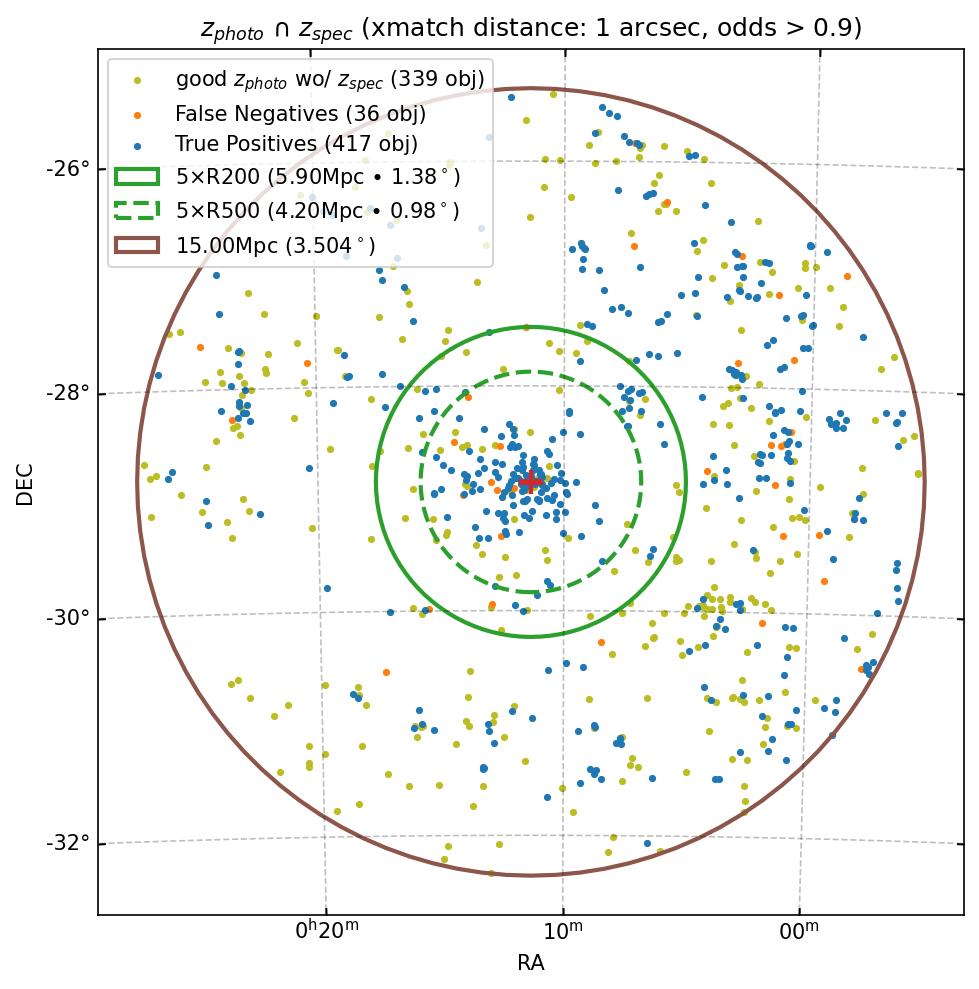 z_photo ∩ z_spec (xmatch distance: 1 arcsec, odds > 0.9)
good z_photo wo/ z_spec (339 obj)
False Negatives (36 obj)
True Positives (417 obj)
5×R200 (5.90Mpc • 1.38°)
5×R500 (4.20Mpc • 0.98°)
15.00Mpc (3.504°)
-26°
-28°
-30°
-32°
DEC
0h20m 10m 00m
RA